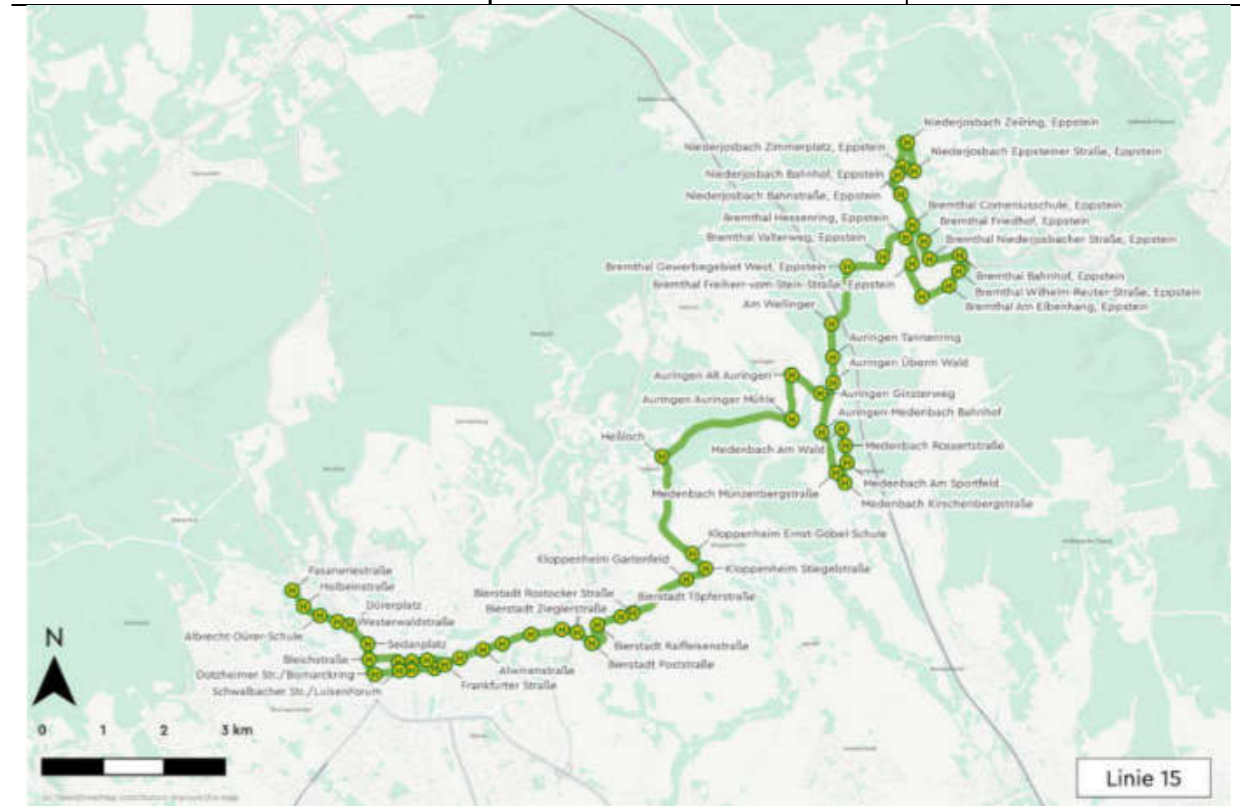 Niederjosbach Zeilring, Eppstein
Niederjosbach Zimmerplatz, Eppstein
Niederjosbach Eppsteiner Straße, Eppstein
Niederjosbach Bahnhof, Eppstein
Niederjosbach Bahnstraße, Eppstein
Bremthal Comeniusschule, Eppstein
Bremthal Hessenring, Eppstein
Bremthal Friedhof, Eppstein
Bremthal Valterweg, Eppstein
Bremthal Niederjosbacher Straße, Eppstein
Bremthal Gewerbegebiet West, Eppstein
Bremthal Bahnhof, Eppstein
Bremthal Freiherr-vom-Stein-Straße, Eppstein
Bremthal Wilhelm-Reuter-Straße, Eppstein
Bremthal Am Eibenhang, Eppstein
Am Wellinger
Auringen Tannenring
Auringen Überm Wald
Auringen Alt Auringen
Auringen Ginsterweg
Auringen Auringer Mühle
Auringen-Medenbach Bahnhof
Heßloch
Medenbach Am Wald
Medenbach Rossertstraße
Medenbach Am Sportfeld
Medenbach Münzenbergstraße
Medenbach Kirschenbergstraße
Kloppenheim Ernst-Göbel-Schule
Kloppenheim Gartenfeld
Kloppenheim Stiegelstraße
Fasaneriestraße
Holbeinstraße
Bierstadt Rostocker Straße
Bierstadt Töpferstraße
Dürerplatz
Bierstadt Zieglerstraße
Westerwaldstraße
Albrecht-Dürer-Schule
Sedanplatz
Bierstadt Raiffeisenstraße
Bleichstraße
Bierstadt Poststraße
Alwinenstraße
Dotzheimer Str./Bismarckring
Frankfurter Straße
Schwalbacher Str./LuisenForum
N
0 1 2 3 km
Linie 15